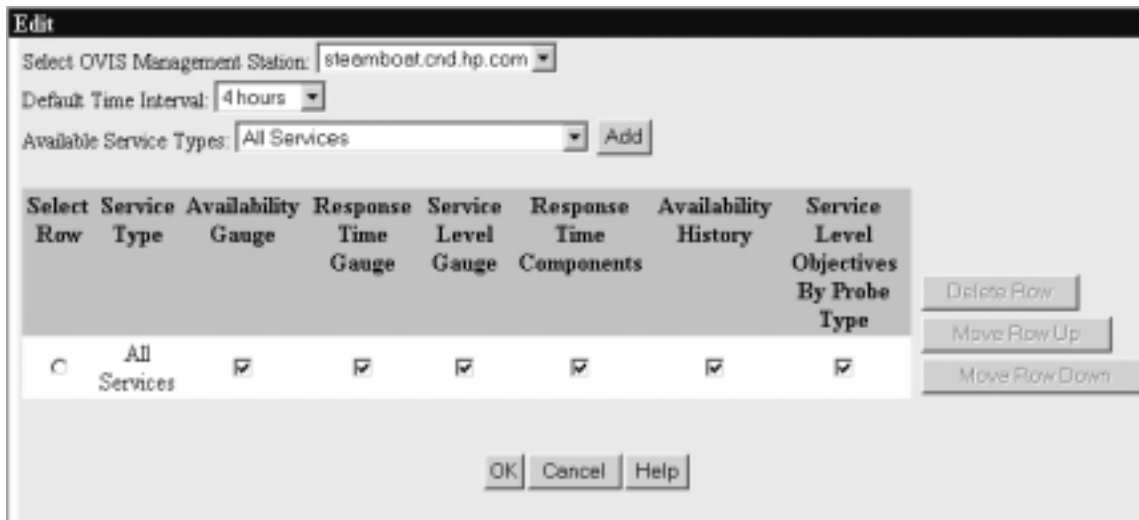 Edit
Select OVIS Management Station: steamboat.cnd.hp.com
Default Time Interval: 4 hours
Available Service Types: All Services Add
Select Row Service Type Availability Gauge Response Time Gauge Service Level Gauge Response Time Components Availability History Service Level Objectives By Probe Type
Delete Row
Move Row Up
All Services
Move Row Down
OK Cancel Help